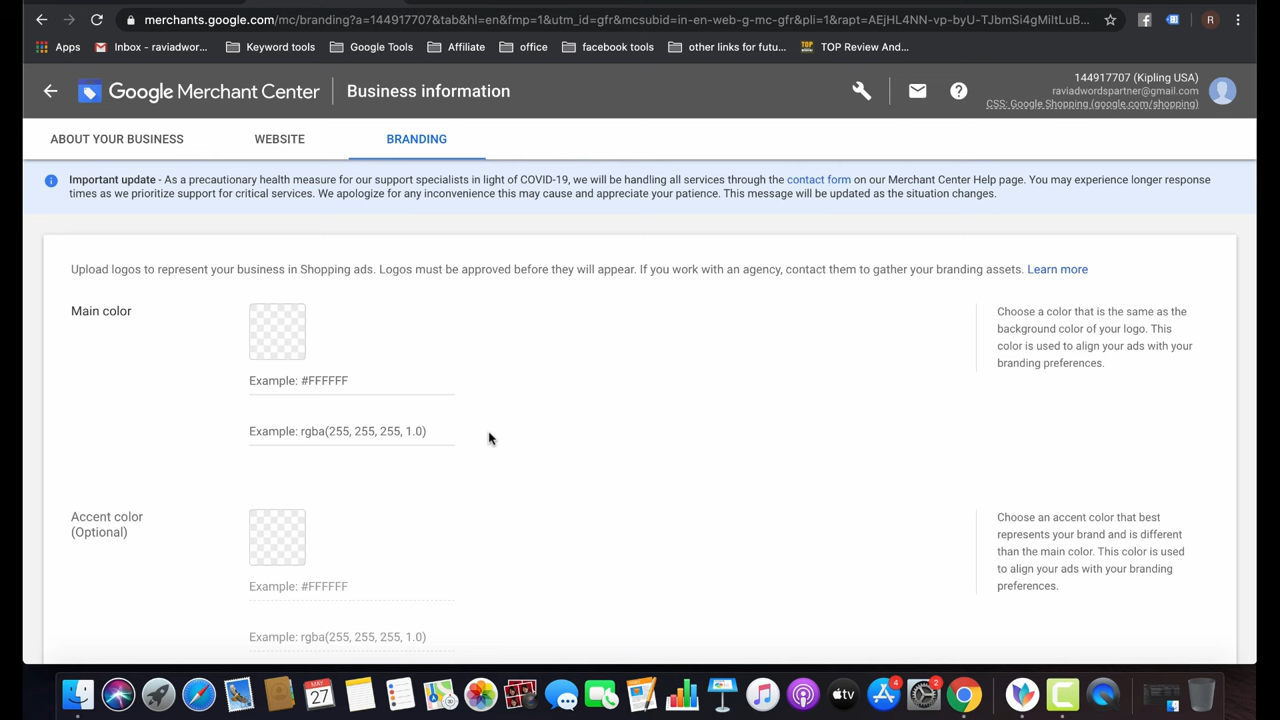 merchants.google.com/mc/branding?a=144917707&tab&hl=en&fmp=1&utm_id=gfr&mcsubid=in-en-web-g-mc-gfr&pli=1&rapt=AEjHL4NN-vp-byU-TJbmSi4gMiltLuB...
R
Apps
Inbox - raviadwor...
Keyword tools
Google Tools
Affiliate
office
facebook tools
other links for futu...
TOP Review And...
Google Merchant Center
Business information
144917707 (Kipling USA)
raviadwordspartner@gmail.com
CSS: Google Shopping (google.com/shopping)
ABOUT YOUR BUSINESS
WEBSITE
BRANDING
Important update - As a precautionary health measure for our support specialists in light of COVID-19, we will be handling all services through the contact form on our Merchant Center Help page. You may experience longer response
times as we prioritize support for critical services. We apologize for any inconvenience this may cause and appreciate your patience. This message will be updated as the situation changes.
Upload logos to represent your business in Shopping ads. Logos must be approved before they will appear. If you work with an agency, contact them to gather your branding assets. Learn more
Main color
Example: #FFFFFF
Example: rgba(255, 255, 255, 1.0)
Choose a color that is the same as the
background color of your logo. This
color is used to align your ads with your
branding preferences.
Accent color
(Optional)
Example: #FFFFFF
Example: rgba(255, 255, 255, 1.0)
Choose an accent color that best
represents your brand and is different
than the main color. This color is used
to align your ads with your branding
preferences.
MAY
27
tv
4
2